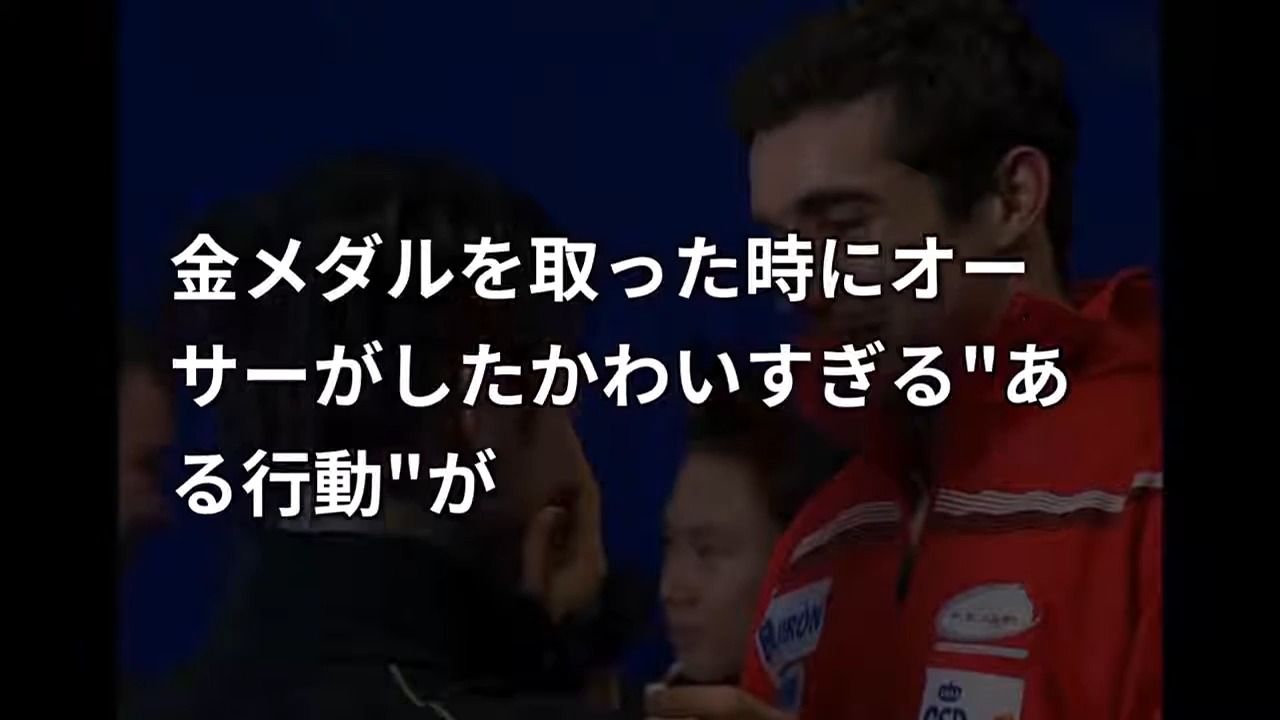 金メダルを取った時にオー
サーがしたかわいすぎる"あ
る行動"が